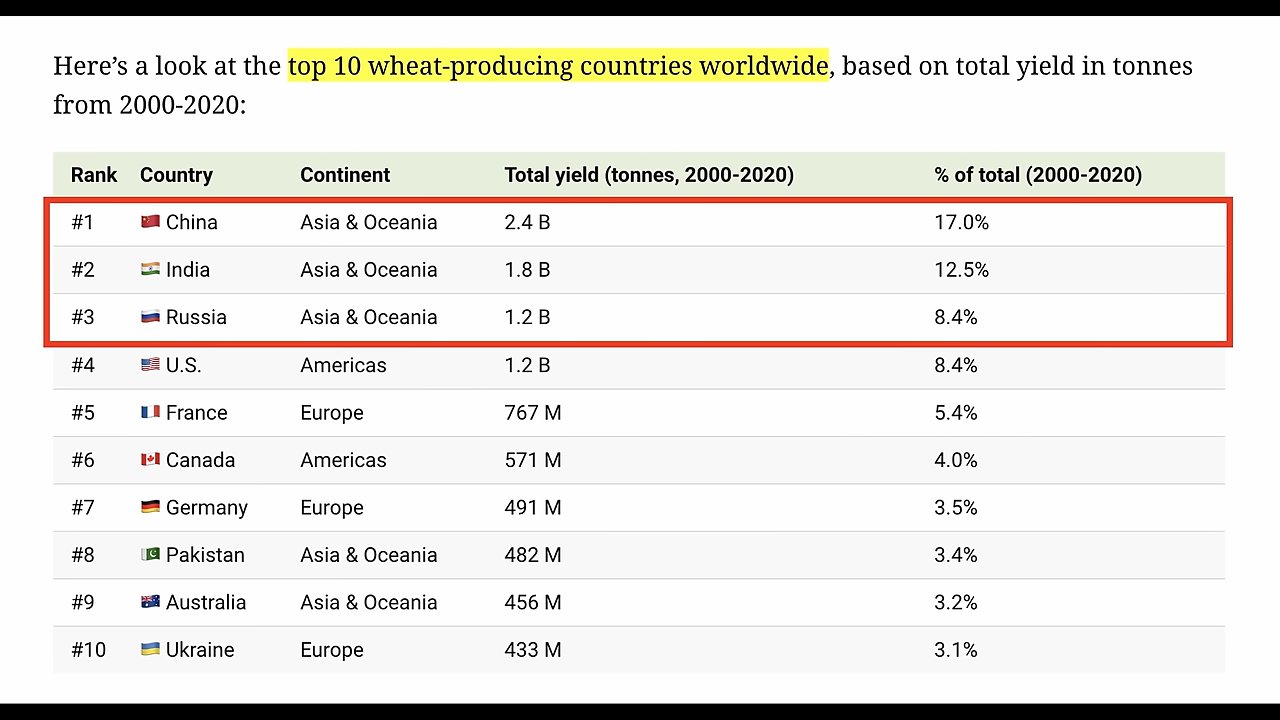 Here’s a look at the top 10 wheat-producing countries worldwide, based on total yield in tonnes
from 2000-2020:
Rank Country Continent Total yield (tonnes, 2000-2020) % of total (2000-2020)
#1 China Asia & Oceania 2.4 B 17.0%
#2 India Asia & Oceania 1.8 B 12.5%
#3 Russia Asia & Oceania 1.2 B 8.4%
#4 U.S. Americas 1.2 B 8.4%
#5 France Europe 767 M 5.4%
#6 Canada Americas 571 M 4.0%
#7 Germany Europe 491 M 3.5%
#8 Pakistan Asia & Oceania 482 M 3.4%
#9 Australia Asia & Oceania 456 M 3.2%
#10 Ukraine Europe 433 M 3.1%